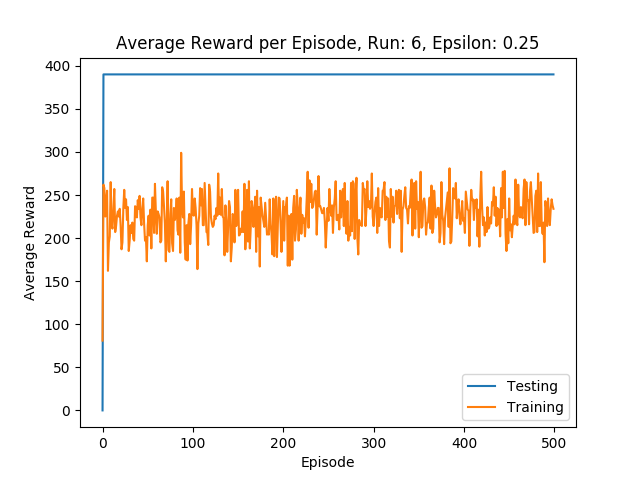 Average Reward per Episode, Run: 6, Epsilon: 0.25
Average Reward
400
350
300
250
200
150
100
50
0
0 100 200 300 400 500
Episode
Testing
Training